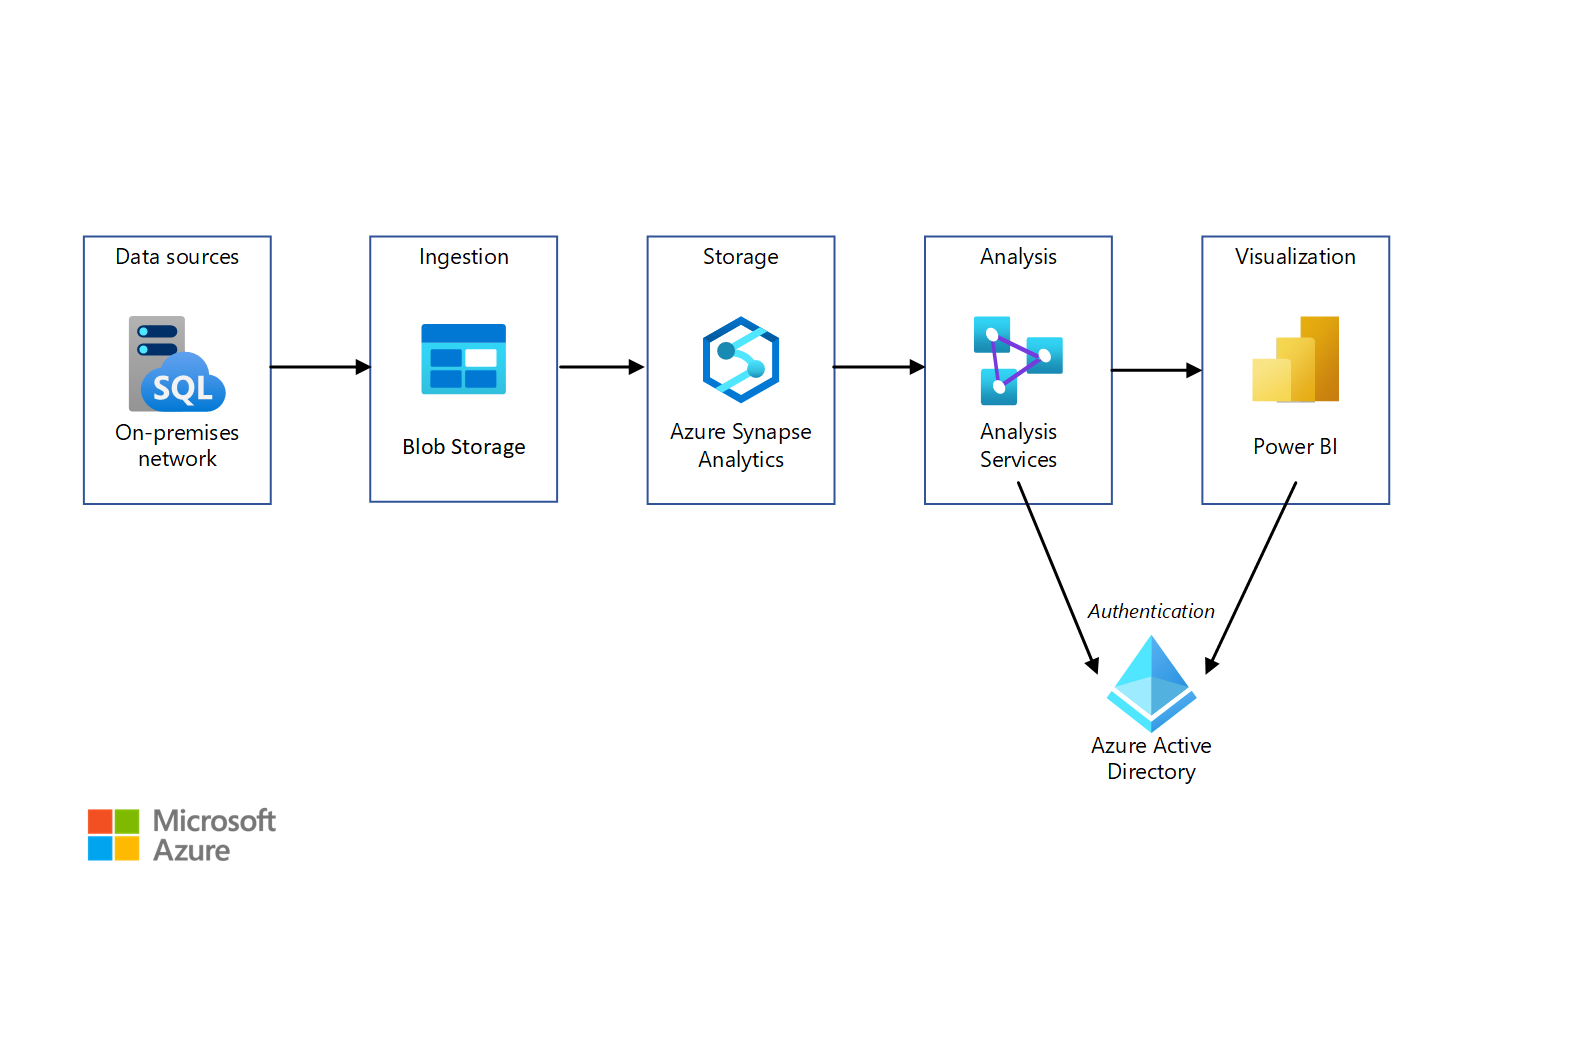 Data sources
Ingestion
Storage
Analysis
Visualization
SQL
On-premises
network
Blob Storage
Azure Synapse
Analytics
Analysis
Services
Power BI
Authentication
Azure Active
Directory
Microsoft
Azure